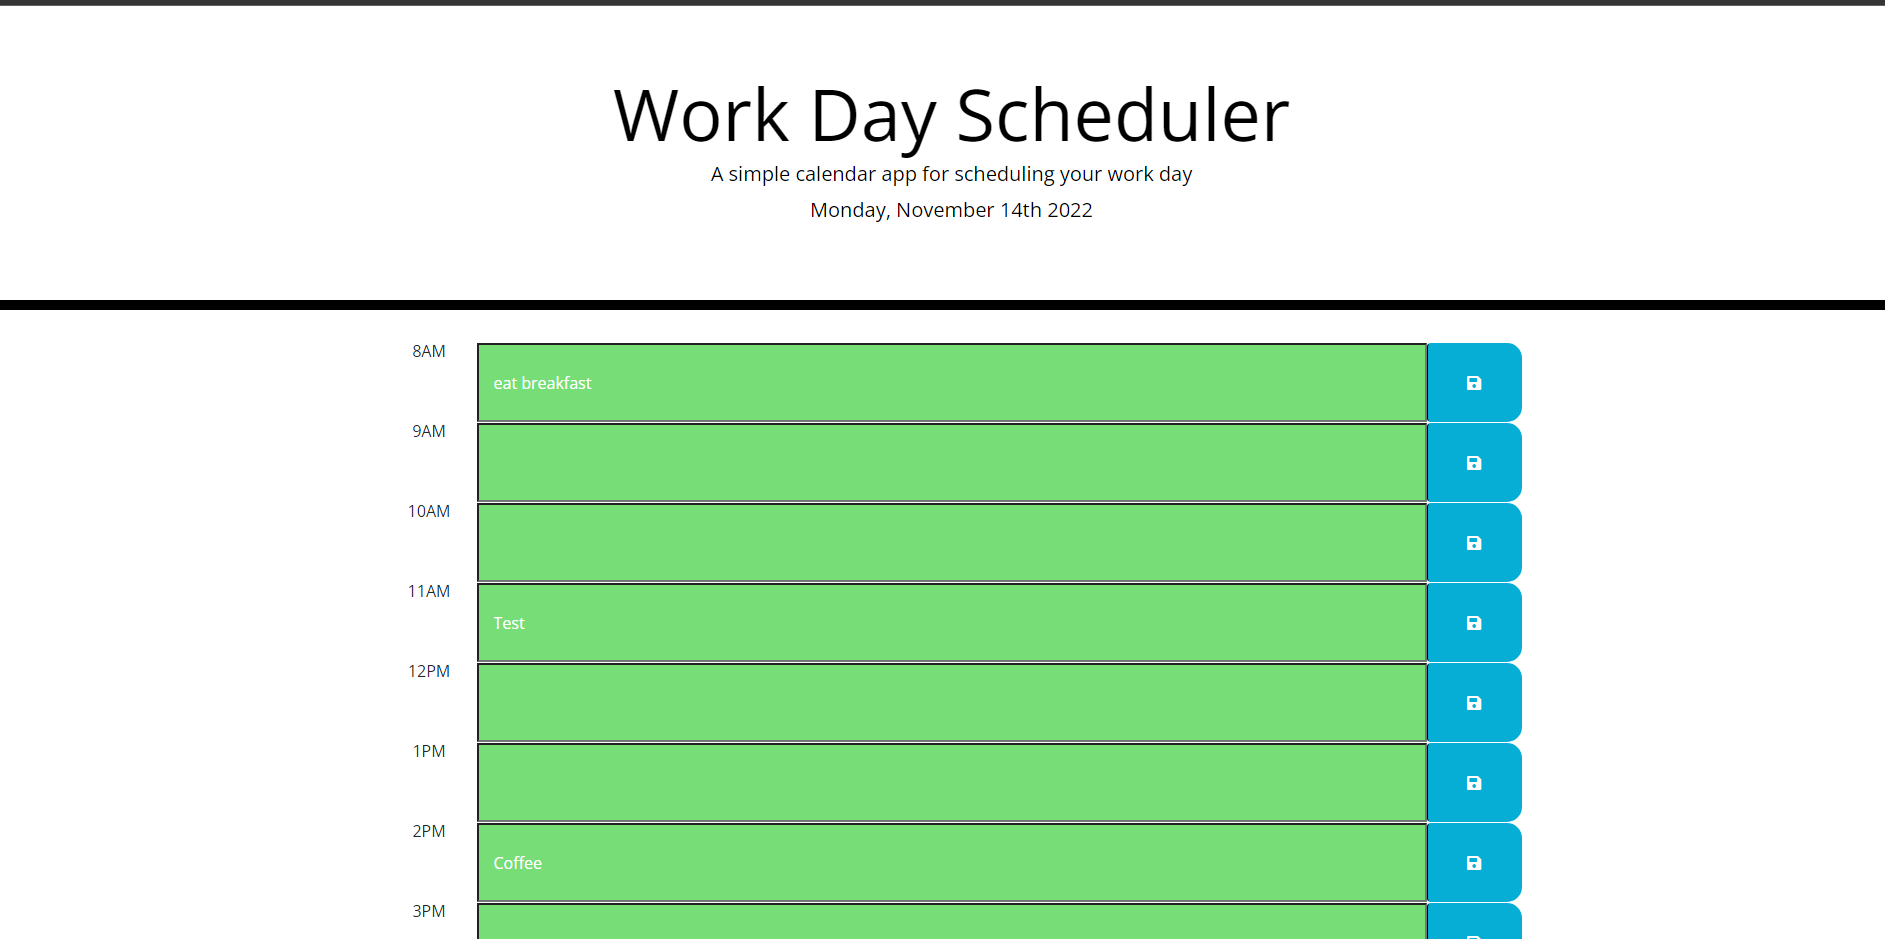 Work Day Scheduler
A simple calendar app for scheduling your work day
Monday, November 14th 2022
8AM
eat breakfast
9AM
10AM
11AM
Test
12PM
1PM
2PM
Coffee
3PM